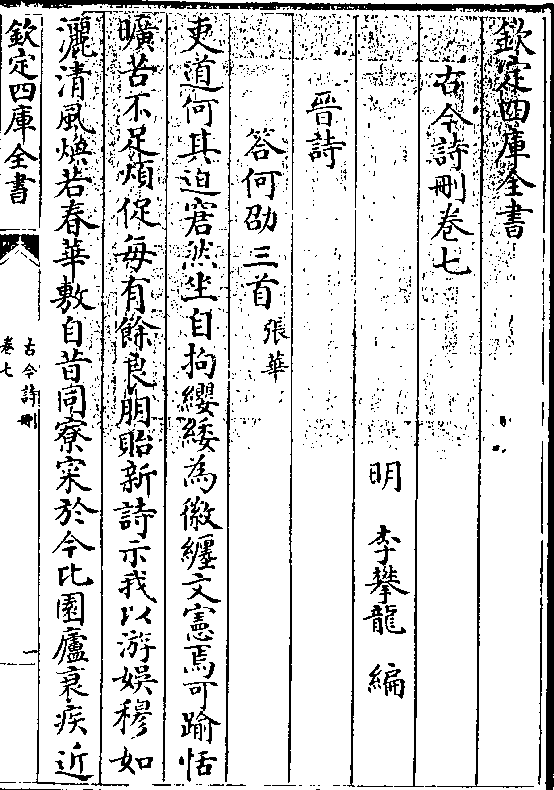 欽定四庫全書
古今詩刪卷七
明 李攀龍 編
晉詩
答何劭三首 張華
吏道何其迫窘然坐自拘纓緌為徽纆文憲焉可踰恬
曠苦不足煩促每有餘良朋貽新詩示我以游娛穆如
灑清風煥若春華敷自昔同寮寀於今比園廬衰疾近
欽定四庫全書
古今詩刪
卷七
一